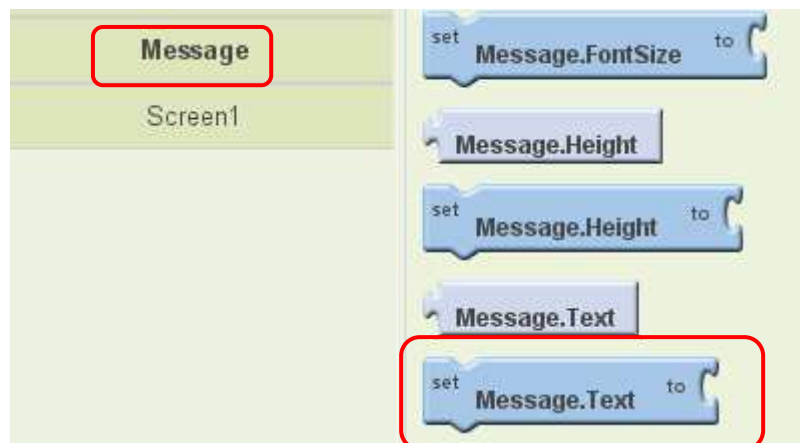 Message
Screen1
set Message.FontSize to
Message.Height
set Message.Height to
Message.Text
set Message.Text to